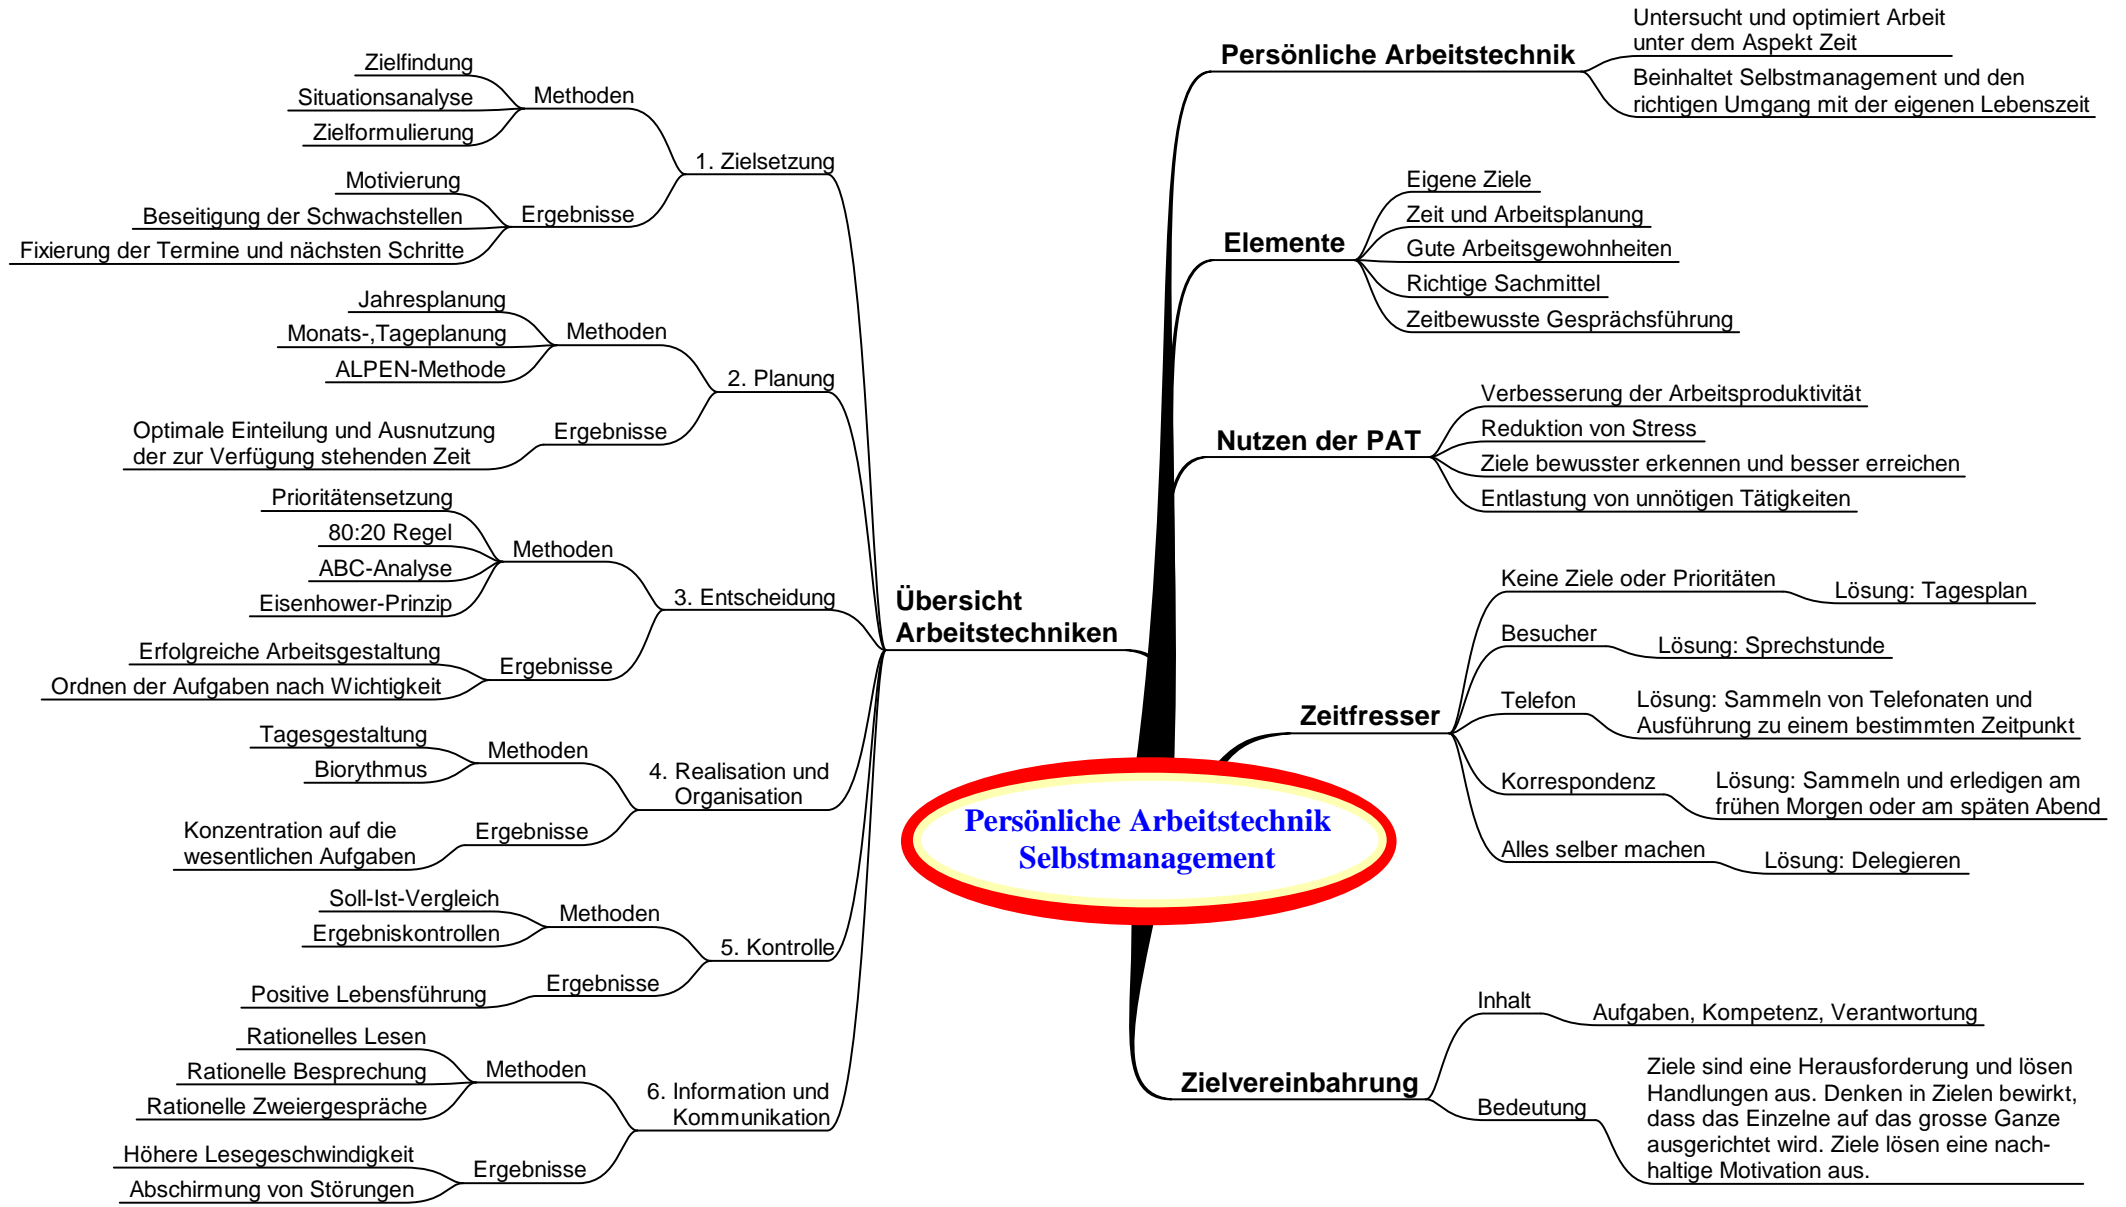 Persönliche Arbeitstechnik
Selbstmanagement
Persönliche Arbeitstechnik
Untersucht und optimiert Arbeit
unter dem Aspekt Zeit
Beinhaltet Selbstmanagement und den
richtigen Umgang mit der eigenen Lebenszeit
Elemente
Eigene Ziele
Zeit und Arbeitsplanung
Gute Arbeitsgewohnheiten
Richtige Sachmittel
Zeitbewusste Gesprächsführung
Nutzen der PAT
Verbesserung der Arbeitsproduktivität
Reduktion von Stress
Ziele bewusster erkennen und besser erreichen
Entlastung von unnötigen Tätigkeiten
Zeitfresser
Keine Ziele oder Prioritäten
Lösung: Tagesplan
Besucher
Lösung: Sprechstunde
Telefon
Lösung: Sammeln von Telefonaten und
Ausführung zu einem bestimmten Zeitpunkt
Korrespondenz
Lösung: Sammeln und erledigen am
frühen Morgen oder am späten Abend
Alles selber machen
Lösung: Delegieren
Zielvereinbahrung
Inhalt
Aufgaben, Kompetenz, Verantwortung
Bedeutung
Ziele sind eine Herausforderung und lösen
Handlungen aus. Denken in Zielen bewirkt,
dass das Einzelne auf das grosse Ganze
ausgerichtet wird. Ziele lösen eine nach-
haltige Motivation aus.
Übersicht
Arbeitstechniken
1. Zielsetzung
Methoden
Zielfindung
Situationsanalyse
Zielformulierung
Ergebnisse
Motivierung
Beseitigung der Schwachstellen
Fixierung der Termine und nächsten Schritte
2. Planung
Methoden
Jahresplanung
Monats-,Tageplanung
ALPEN-Methode
Ergebnisse
Optimale Einteilung und Ausnutzung
der zur Verfügung stehenden Zeit
3. Entscheidung
Methoden
Prioritätensetzung
80:20 Regel
ABC-Analyse
Eisenhower-Prinzip
Ergebnisse
Erfolgreiche Arbeitsgestaltung
Ordnen der Aufgaben nach Wichtigkeit
4. Realisation und
Organisation
Methoden
Tagesgestaltung
Biorythmus
Ergebnisse
Konzentration auf die
wesentlichen Aufgaben
5. Kontrolle
Methoden
Soll-Ist-Vergleich
Ergebniskontrollen
Ergebnisse
Positive Lebensführung
6. Information und
Kommunikation
Methoden
Rationelles Lesen
Rationelle Besprechung
Rationelle Zweiergespräche
Ergebnisse
Höhere Lesegeschwindigkeit
Abschirmung von Störungen